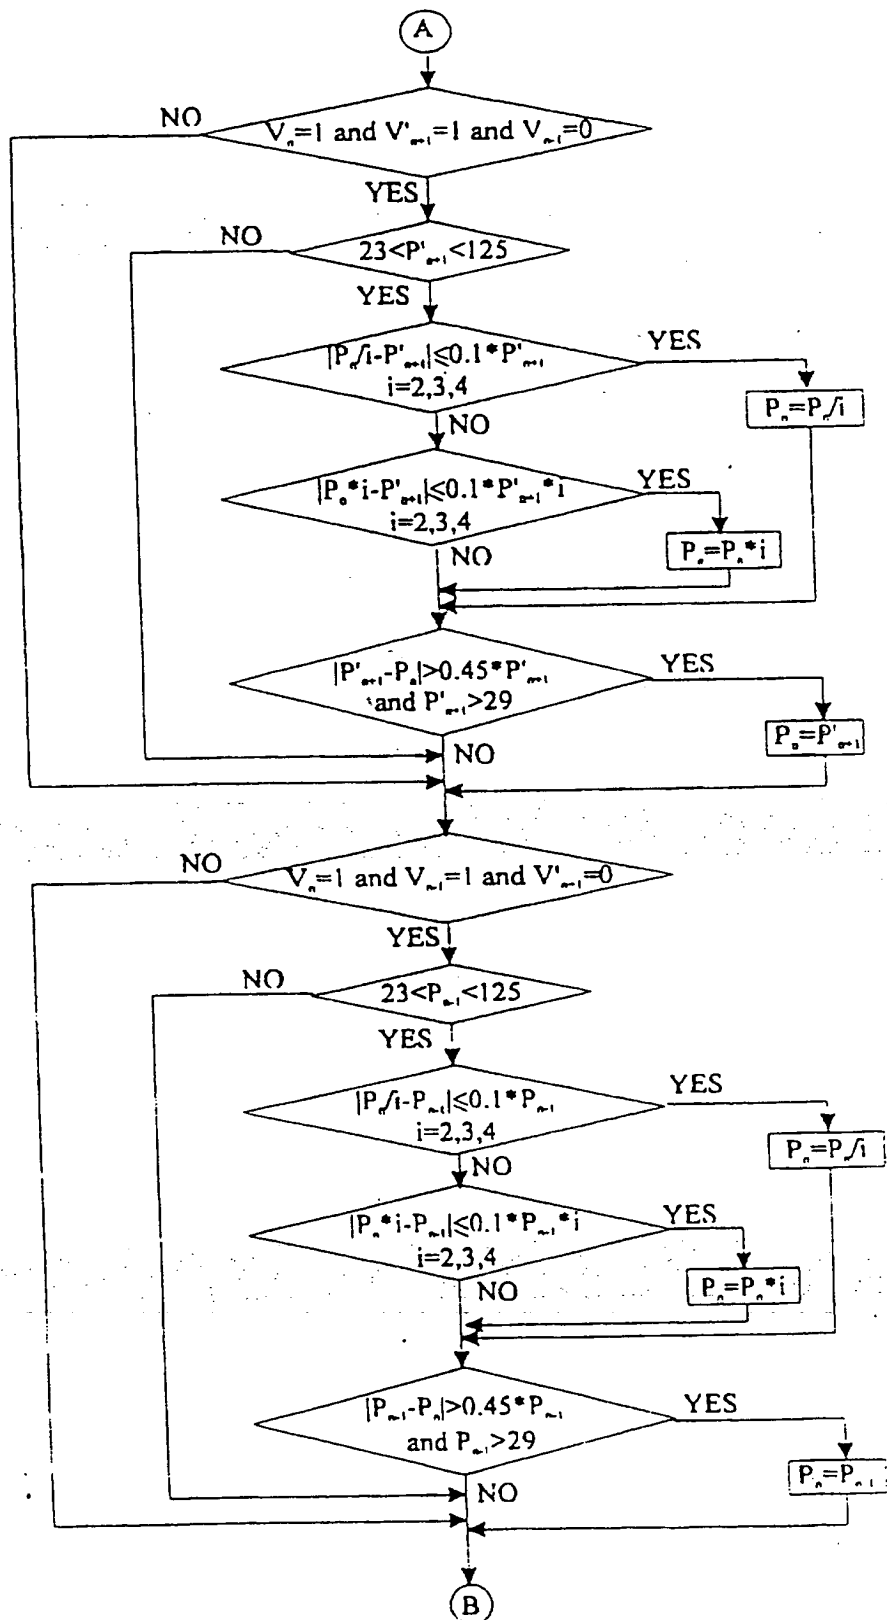 A
NO
Vₙ=1 and V'ₙ₊₁=1 and Vₙ₋₁=0
YES
NO
23<P'ₙ₊₁<125
YES
|Pₙ/i-P'ₙ₊₁|≤0.1*P'ₙ₊₁
i=2,3,4
YES
Pₙ=Pₙ/i
NO
|Pₙ*i-P'ₙ₊₁|≤0.1*P'ₙ₊₁*i
i=2,3,4
YES
Pₙ=Pₙ*i
NO
|P'ₙ₊₁-Pₙ|>0.45*P'ₙ₊₁
and P'ₙ₊₁>29
YES
Pₙ=P'ₙ₊₁
NO
NO
Vₙ=1 and Vₙ₋₁=1 and V'ₙ₊₁=0
YES
NO
23<Pₙ₋₁<125
YES
|Pₙ/i-Pₙ₋₁|≤0.1*Pₙ₋₁
i=2,3,4
YES
Pₙ=Pₙ/i
NO
|Pₙ*i-Pₙ₋₁|≤0.1*Pₙ₋₁*i
i=2,3,4
YES
Pₙ=Pₙ*i
NO
|Pₙ₋₁-Pₙ|>0.45*Pₙ₋₁
and Pₙ₋₁>29
YES
Pₙ=Pₙ₋₁
NO
B